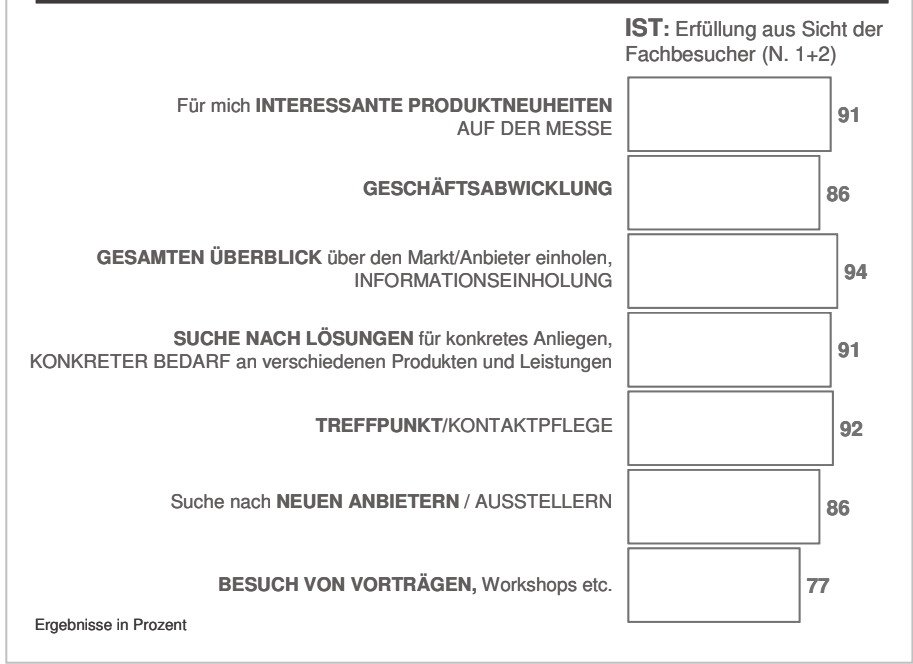 IST: Erfüllung aus Sicht der
Fachbesucher (N. 1+2)
Für mich INTERESSANTE PRODUKTNEUHEITEN
AUF DER MESSE
91
GESCHÄFTSABWICKLUNG
86
GESAMTEN ÜBERBLICK über den Markt/Anbieter einholen,
INFORMATIONSEINHOLUNG
94
SUCHE NACH LÖSUNGEN für konkretes Anliegen,
KONKRETER BEDARF an verschiedenen Produkten und Leistungen
91
TREFFPUNKT/KONTAKTPFLEGE
92
Suche nach NEUEN ANBIETERN / AUSSTELLERN
86
BESUCH VON VORTRÄGEN, Workshops etc.
77
Ergebnisse in Prozent